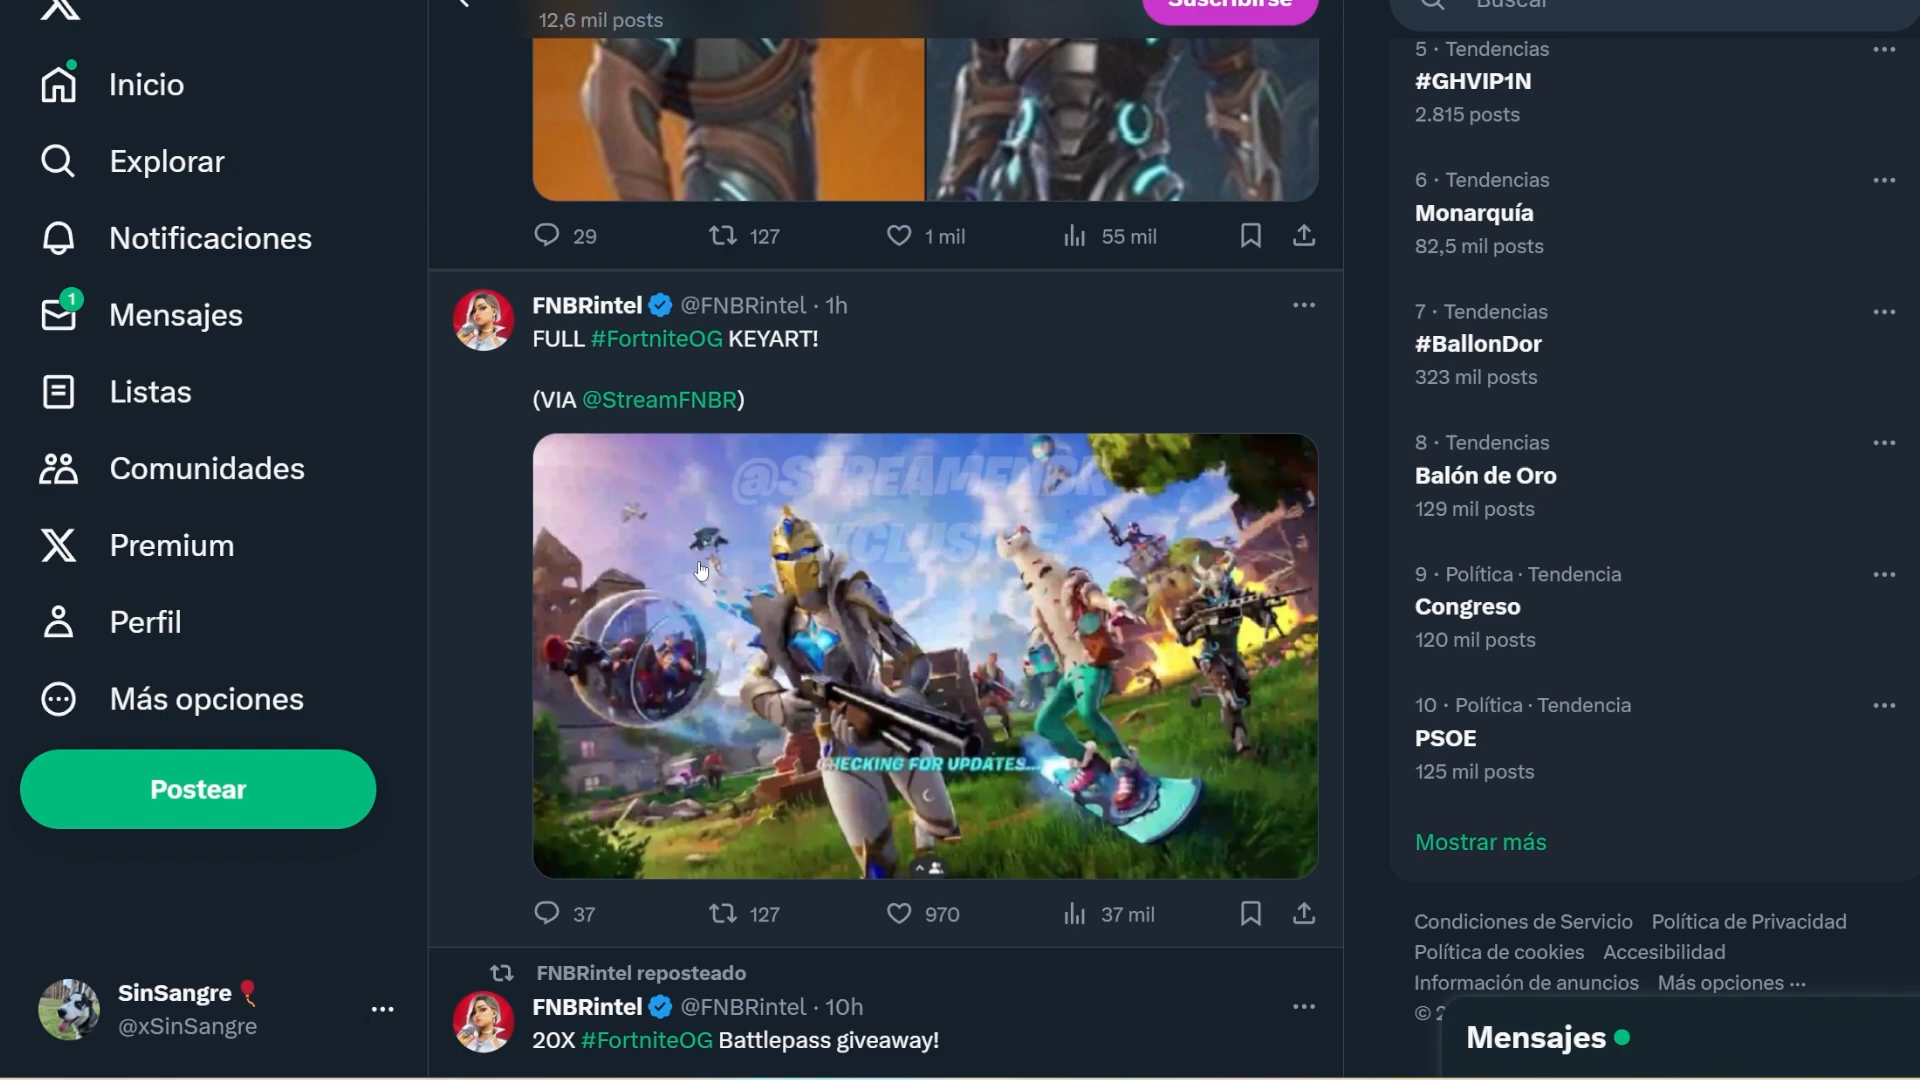 Inicio
Explorar
Notificaciones
1
Mensajes
Listas
Comunidades
Premium
Perfil
Más opciones
Postear
SinSangre
@xSinSangre
12,6 mil posts
Suscribirse
29
127
1 mil
55 mil
FNBRintel @FNBRintel · 1h
FULL #FortniteOG KEYART!
(VIA @StreamFNBR)
@STREAMFNBR
EXCLUSIVE
CHECKING FOR UPDATES...
37
127
970
37 mil
FNBRintel reposteado
FNBRintel @FNBRintel · 10h
20X #FortniteOG Battlepass giveaway!
Buscar
5 · Tendencias
#GHVIP1N
2.815 posts
6 · Tendencias
Monarquía
82,5 mil posts
7 · Tendencias
#BallonDor
323 mil posts
8 · Tendencias
Balón de Oro
129 mil posts
9 · Política · Tendencia
Congreso
120 mil posts
10 · Política · Tendencia
PSOE
125 mil posts
Mostrar más
Condiciones de Servicio Política de Privacidad
Política de cookies Accesibilidad
Información de anuncios Más opciones ...
©
Mensajes